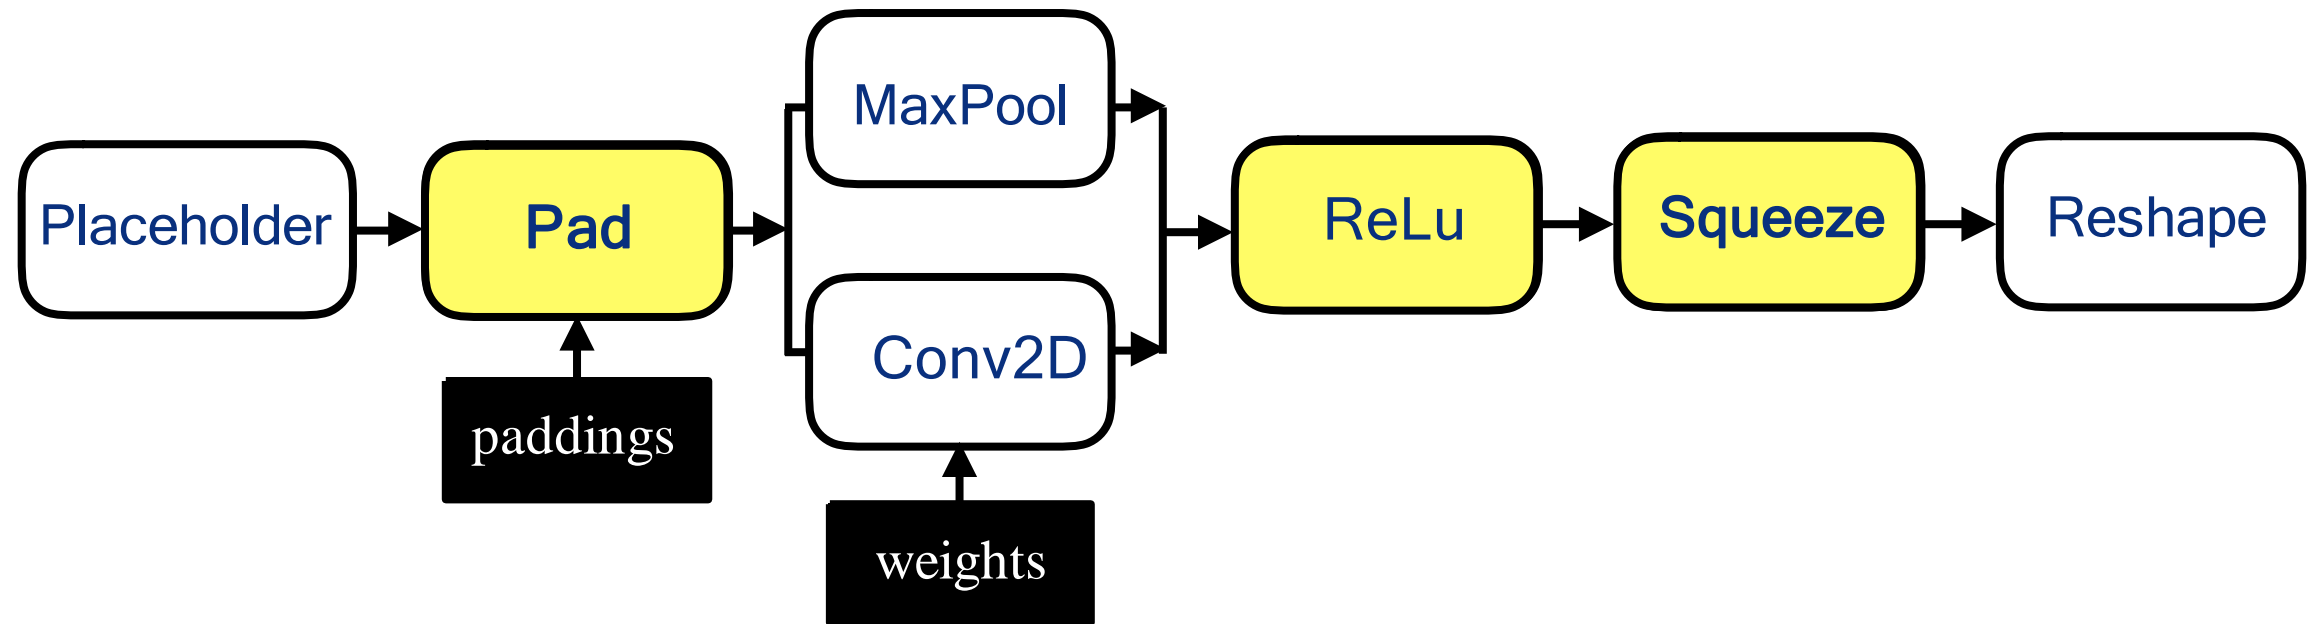 Placeholder
Pad
MaxPool
Conv2D
ReLu
Squeeze
Reshape
paddings
weights